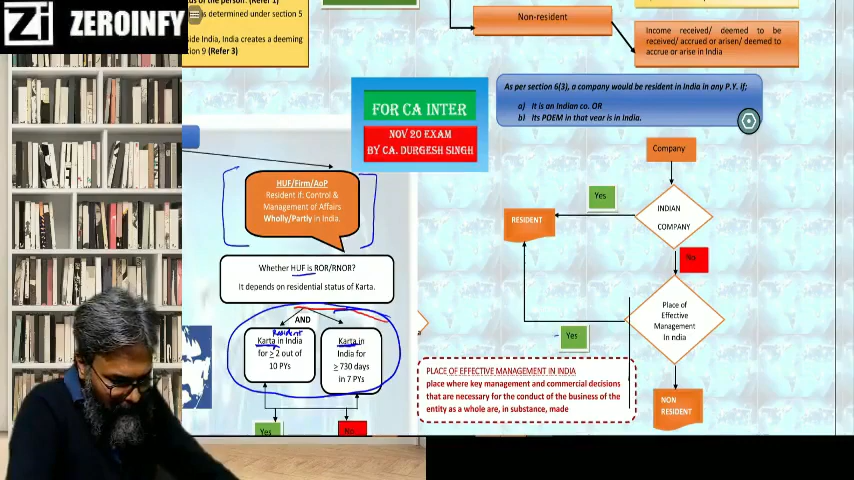 Zi ZEROINFY
us of the person. (Refer 1)
is determined under section 5
side India, India creates a deeming
ion 9 (Refer 3)
Non-resident
Income received/ deemed to be
received/ accrued or arisen/ deemed to
accrue or arise in India
FOR CA INTER
NOV 20 EXAM
BY CA. DURGESH SINGH
As per section 6(3), a company would be resident in India in any P.Y. If;
a) It is an Indian co. OR
b) Its POEM in that year is in India.
HUF/Firm/AoP
Resident if: Control &
Management of Affairs
Wholly/Partly in India.
Whether HUF is ROR/RNOR?
It depends on residential status of Karta.
AND
Resident
Karta in India
for ≥ 2 out of
10 PYs
Karta in
India for
≥ 730 days
in 7 PYs
Yes
No
Company
Yes
RESIDENT
INDIAN
COMPANY
No
Place of
Effective
Management
In ndia
Yes
NON
RESIDENT
PLACE OF EFFECTIVE MANAGEMENT IN INDIA
place where key management and commercial decisions
that are necessary for the conduct of the business of the
entity as a whole are, in substance, made